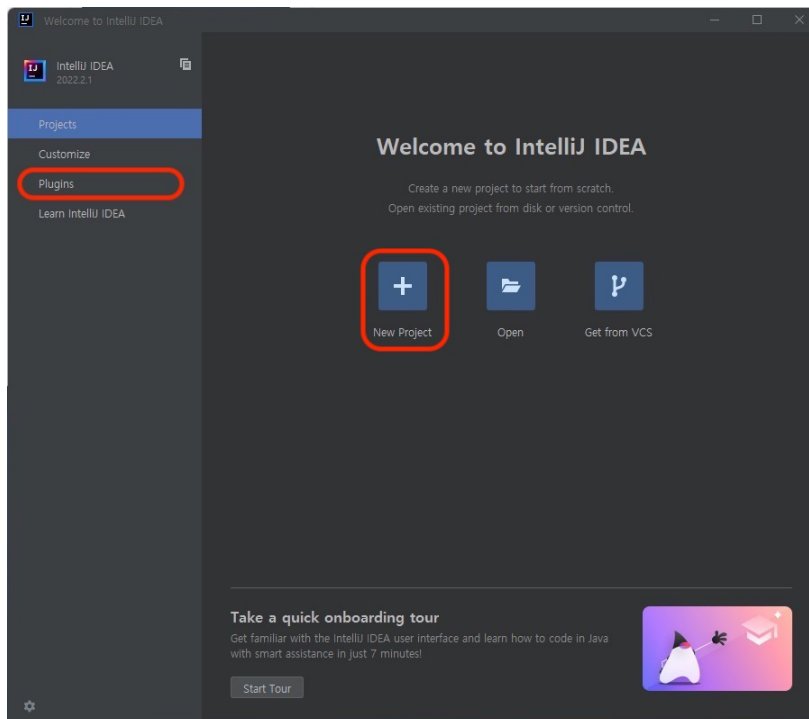 Welcome to IntelliJ IDEA
IntelliJ IDEA
2022.2.1
Projects
Customize
Plugins
Learn IntelliJ IDEA
Welcome to IntelliJ IDEA
Create a new project to start from scratch.
Open existing project from disk or version control.
New Project
Open
Get from VCS
Take a quick onboarding tour
Get familiar with the IntelliJ IDEA user interface and learn how to code in Java
with smart assistance in just 7 minutes!
Start Tour